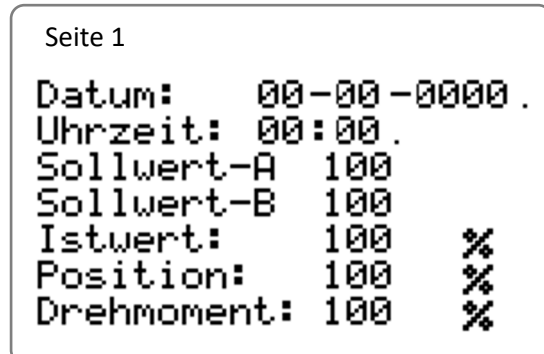 Seite 1
Datum: 00-00-0000.
Uhrzeit: 00:00.
Sollwert-A 100
Sollwert-B 100
Istwert: 100 %
Position: 100 %
Drehmoment: 100 %